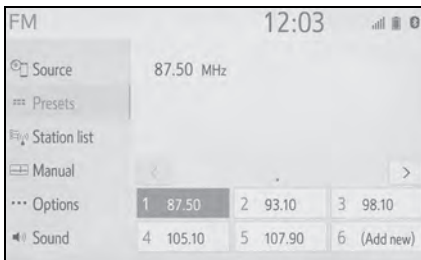 FM 12:03
Source
87.50 MHz
Presets
Station list
Manual
Options
Sound
1 87.50 2 93.10 3 98.10
4 105.10 5 107.90 6 (Add new)